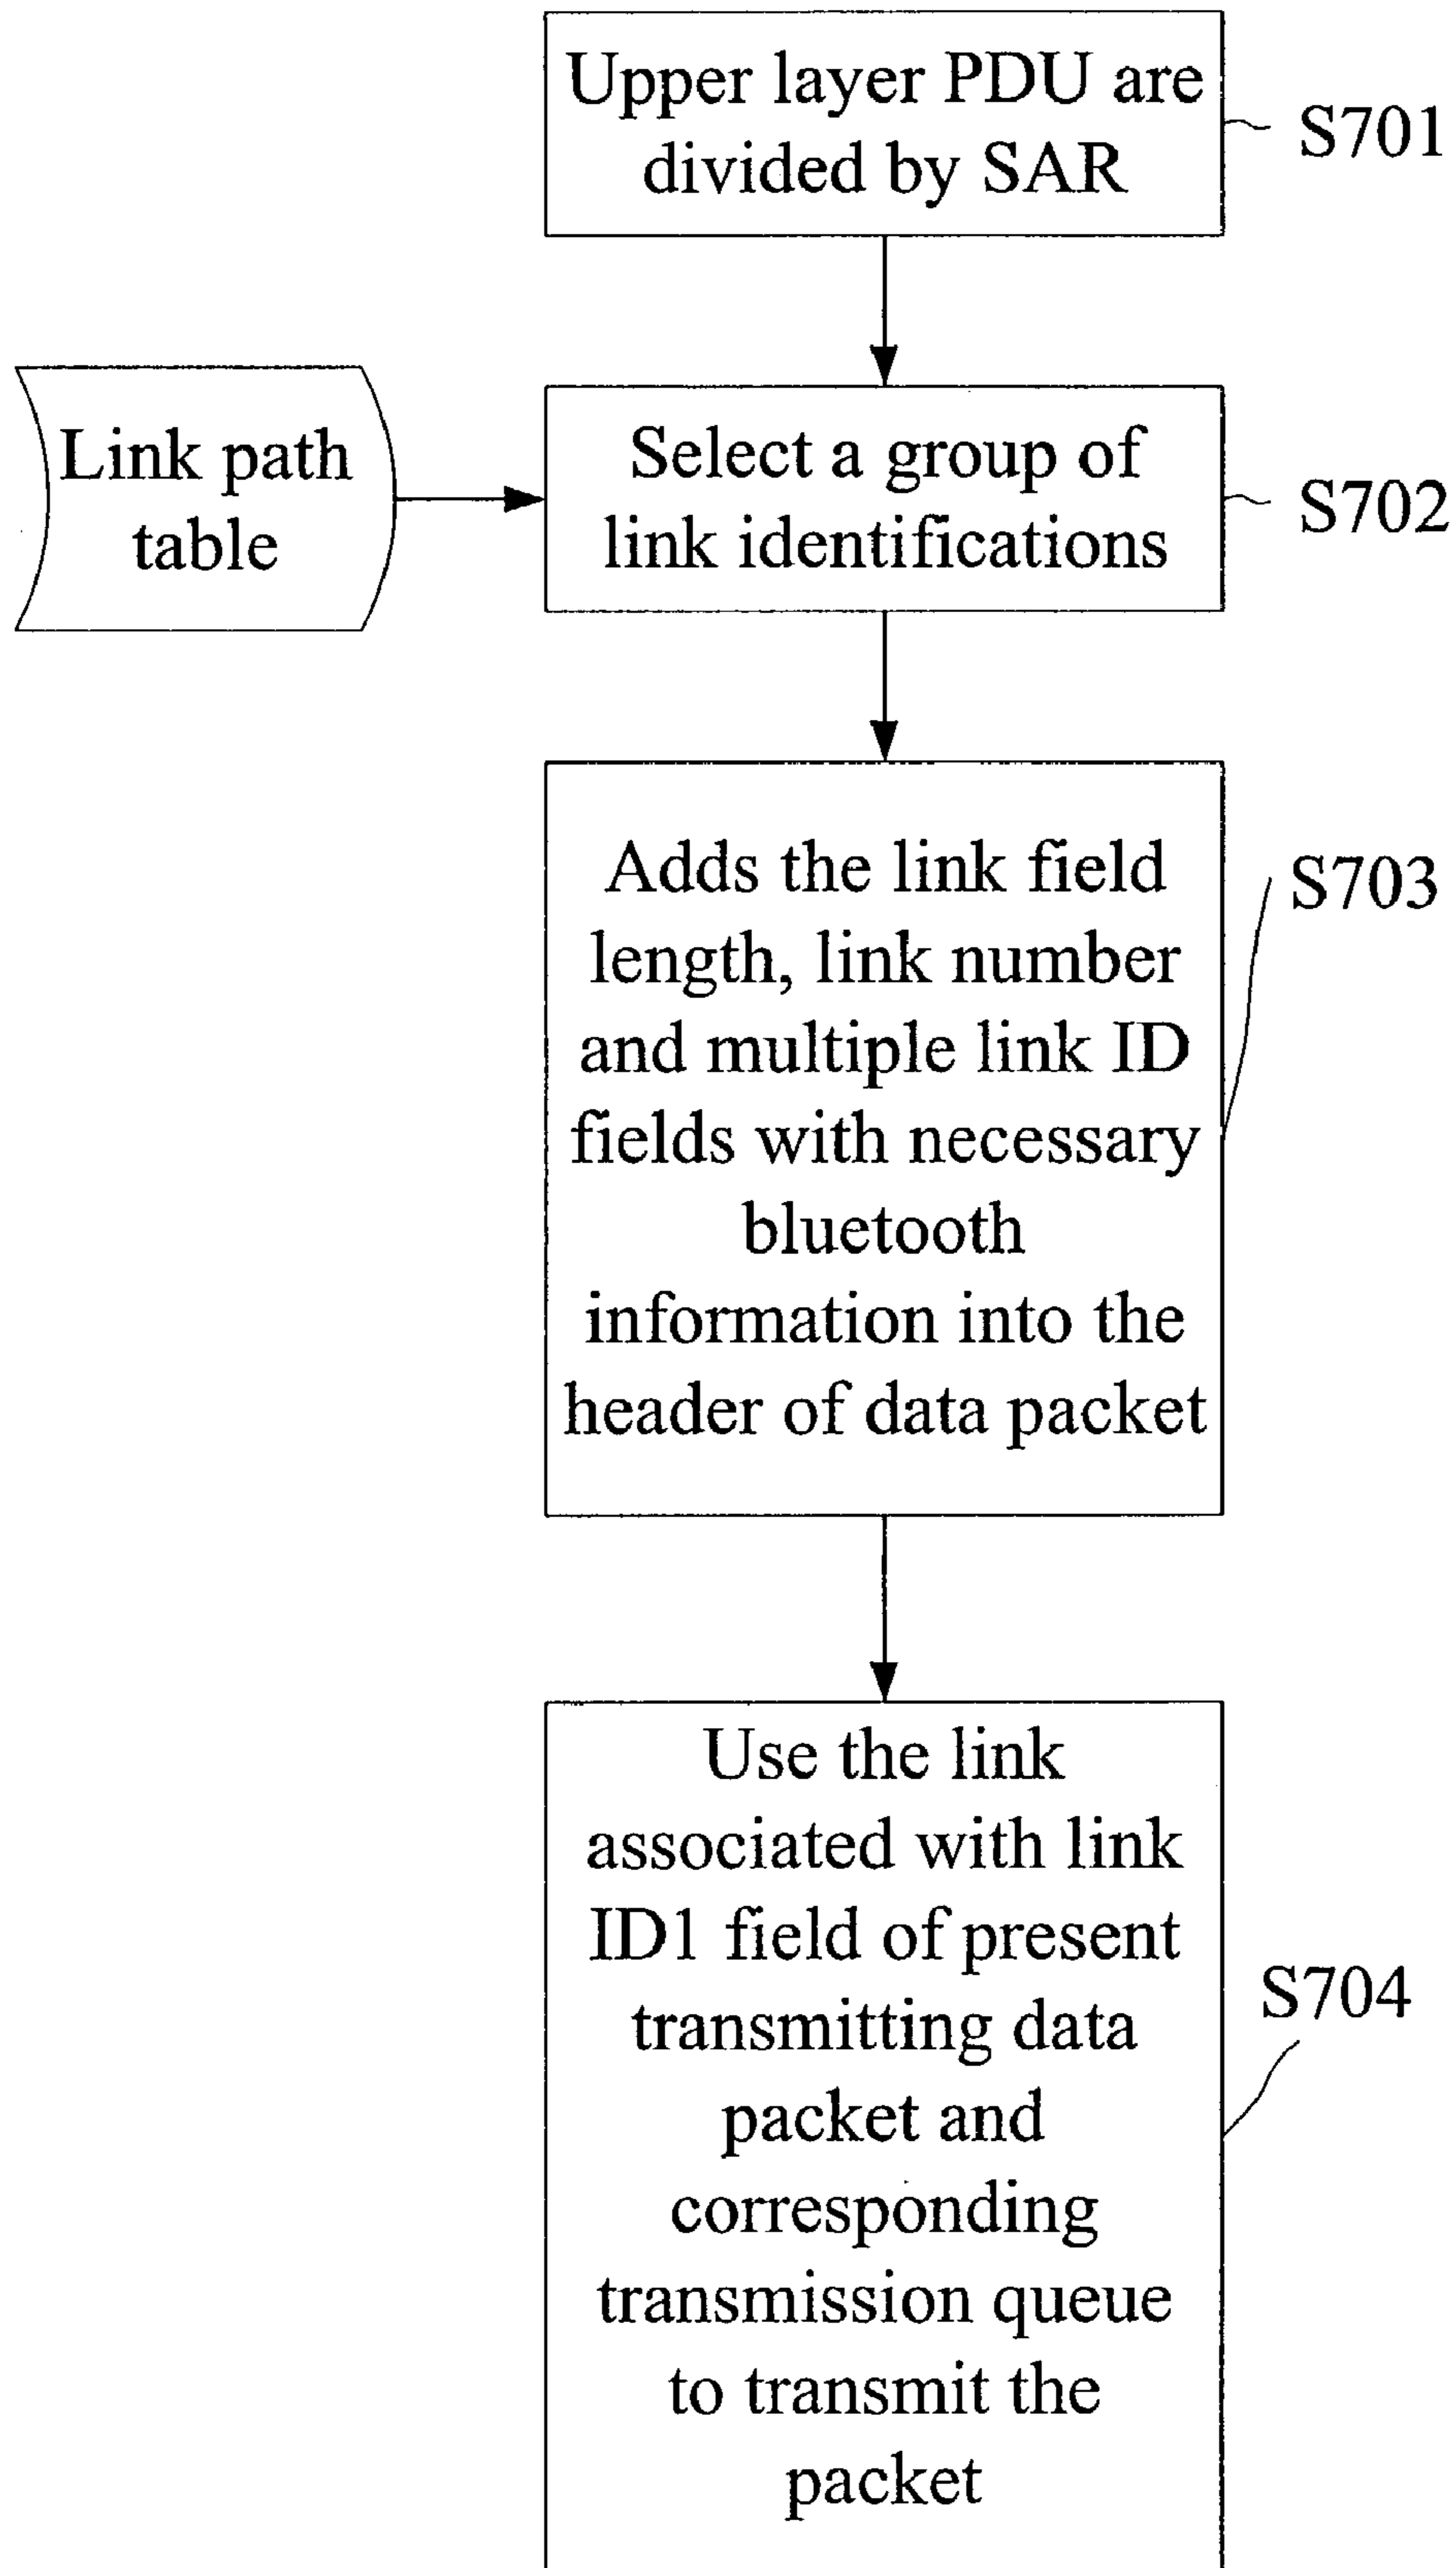 Upper layer PDU are
divided by SAR
S701
Link path
table
Select a group of
link identifications
S702
Adds the link field
length, link number
and multiple link ID
fields with necessary
bluetooth
information into the
header of data packet
S703
Use the link
associated with link
ID1 field of present
transmitting data
packet and
corresponding
transmission queue
to transmit the
packet
S704